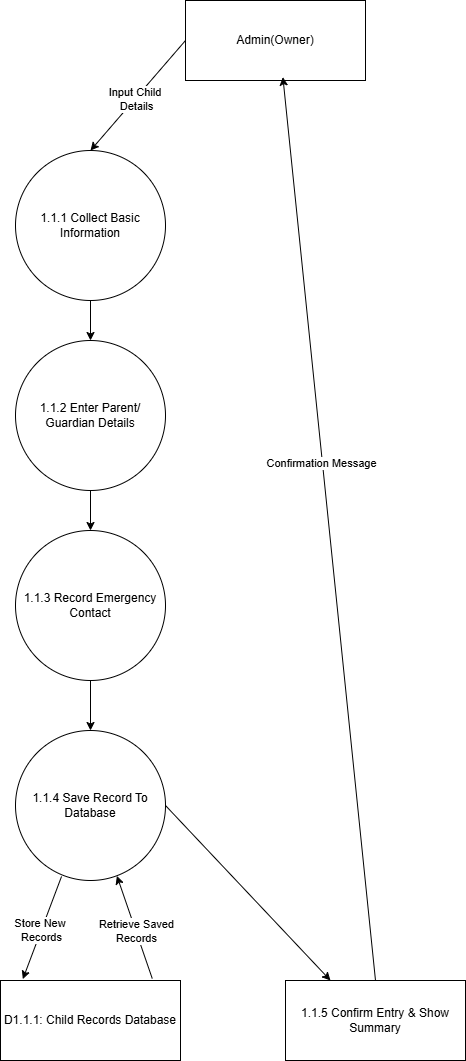 Admin(Owner)
Input Child
Details
1.1.1 Collect Basic
Information
1.1.2 Enter Parent/
Guardian Details
Confirmation Message
1.1.3 Record Emergency
Contact
1.1.4 Save Record To
Database
Store New
Records
Retrieve Saved
Records
D1.1.1: Child Records Database
1.1.5 Confirm Entry & Show
Summary